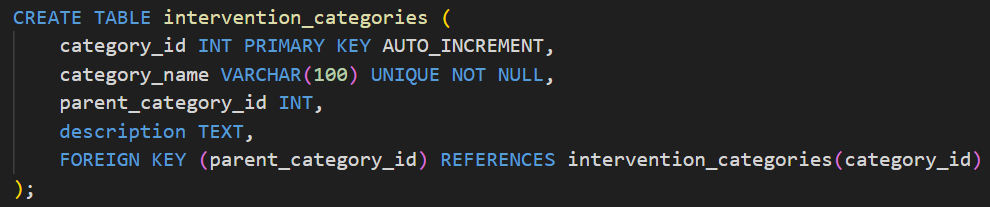 CREATE TABLE intervention_categories (
    category_id INT PRIMARY KEY AUTO_INCREMENT,
    category_name VARCHAR(100) UNIQUE NOT NULL,
    parent_category_id INT,
    description TEXT,
    FOREIGN KEY (parent_category_id) REFERENCES intervention_categories(category_id)
);